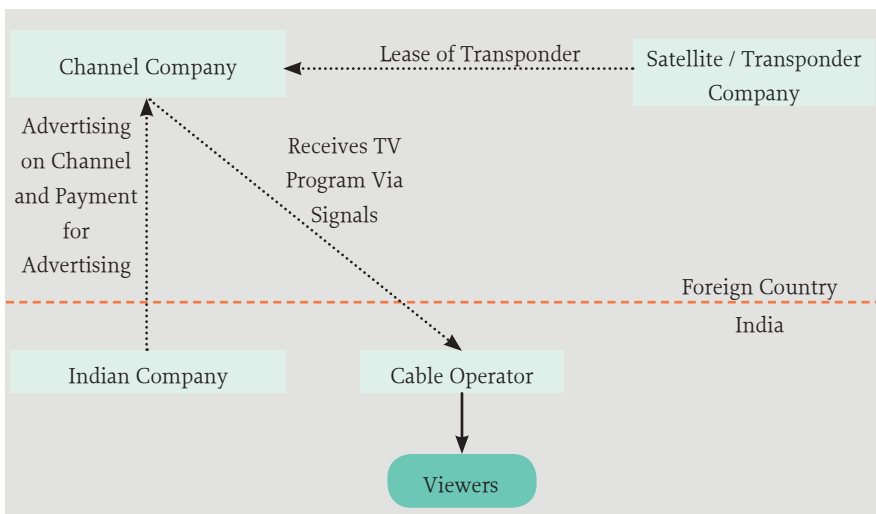 Channel Company
Lease of Transponder
Satellite / Transponder
Company
Advertising
on Channel
and Payment
for
Advertising
Receives TV
Program Via
Signals
Foreign Country
India
Indian Company
Cable Operator
Viewers